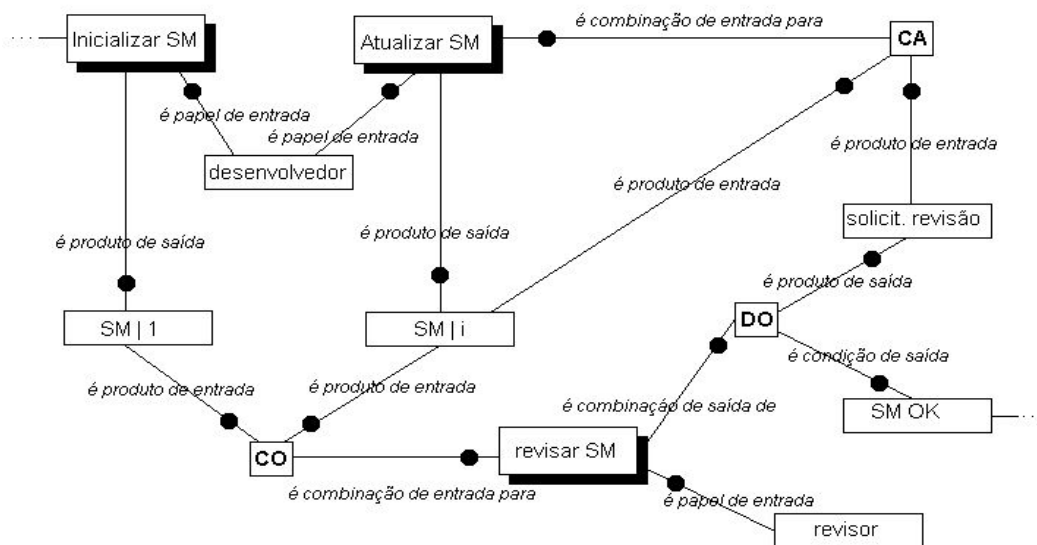 é combinação de entrada para
Inicializar SM
Atualizar SM
CA
é papel de entrada
é papel de entrada
é produto de entrada
desenvolvedor
é produto de entrada
solicit. revisão
é produto de saída
é produto de saída
é produto de saída
SM | 1
SM | i
DO
é condição de saída
é produto de entrada
é produto de entrada
é combinação de saída de
SM OK
CO
revisar SM
é combinação de entrada para
é papel de entrada
revisor